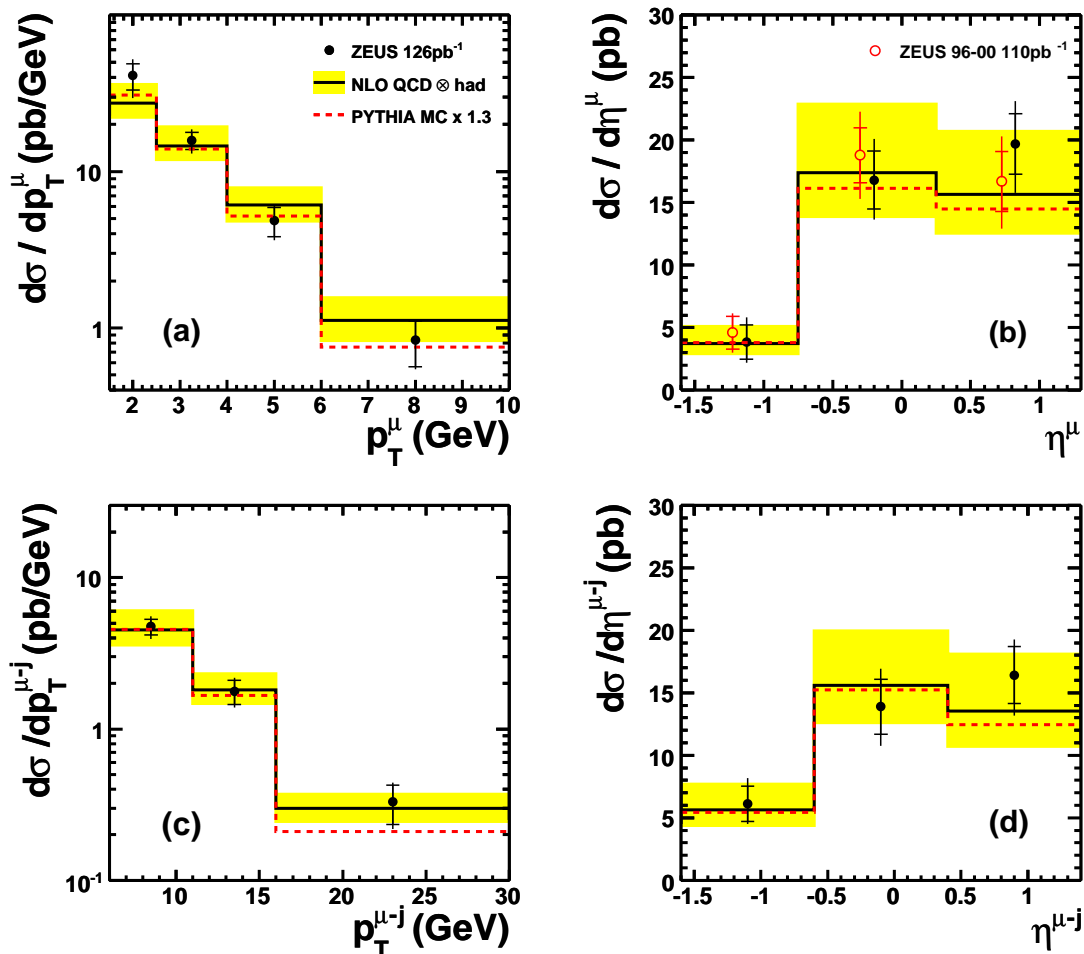 dσ / dp_T^μ (pb/GeV)
ZEUS 126pb⁻¹
NLO QCD ⊗ had
PYTHIA MC x 1.3
10
1
(a)
2 3 4 5 6 7 8 9 10
p_T^μ (GeV)
dσ / dη^μ (pb)
ZEUS 96-00 110pb⁻¹
30
25
20
15
10
5
0
(b)
-1.5 -1 -0.5 0 0.5 1
η^μ
dσ /dp_T^μ-j (pb/GeV)
10
1
10⁻¹
(c)
10 15 20 25 30
p_T^μ-j (GeV)
dσ /dη^μ-j (pb)
30
25
20
15
10
5
0
(d)
-1.5 -1 -0.5 0 0.5 1
η^μ-j